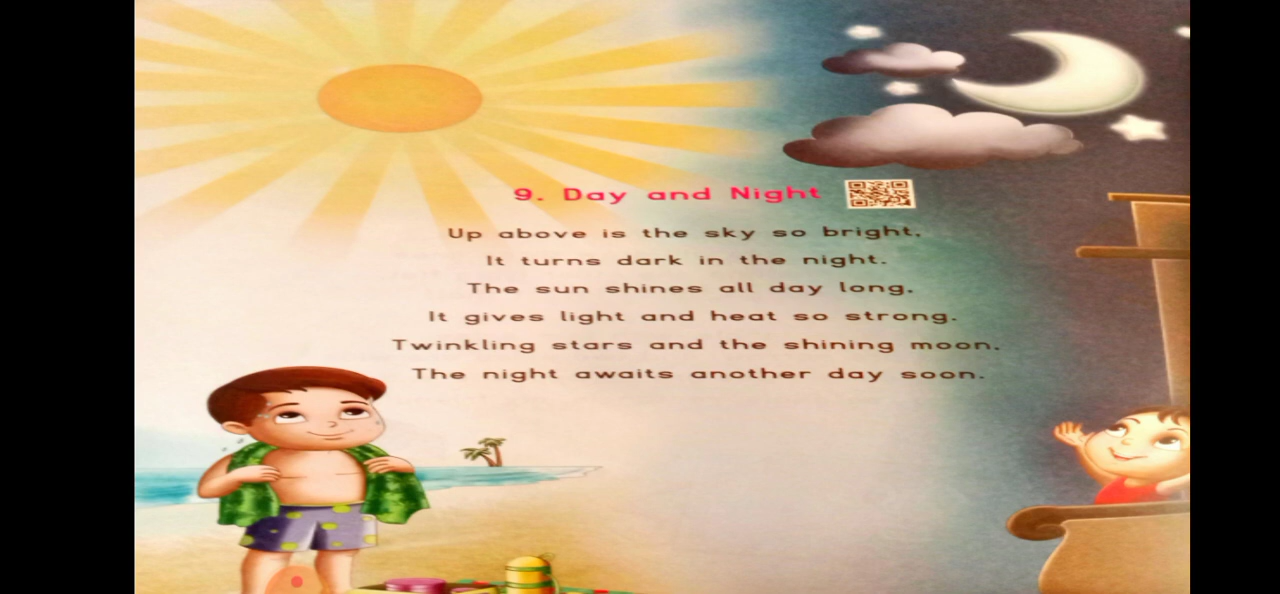 9. Day and Night
Up above is the sky so bright,
It turns dark in the night.
The sun shines all day long.
It gives light and heat so strong.
Twinkling stars and the shining moon.
The night awaits another day soon.